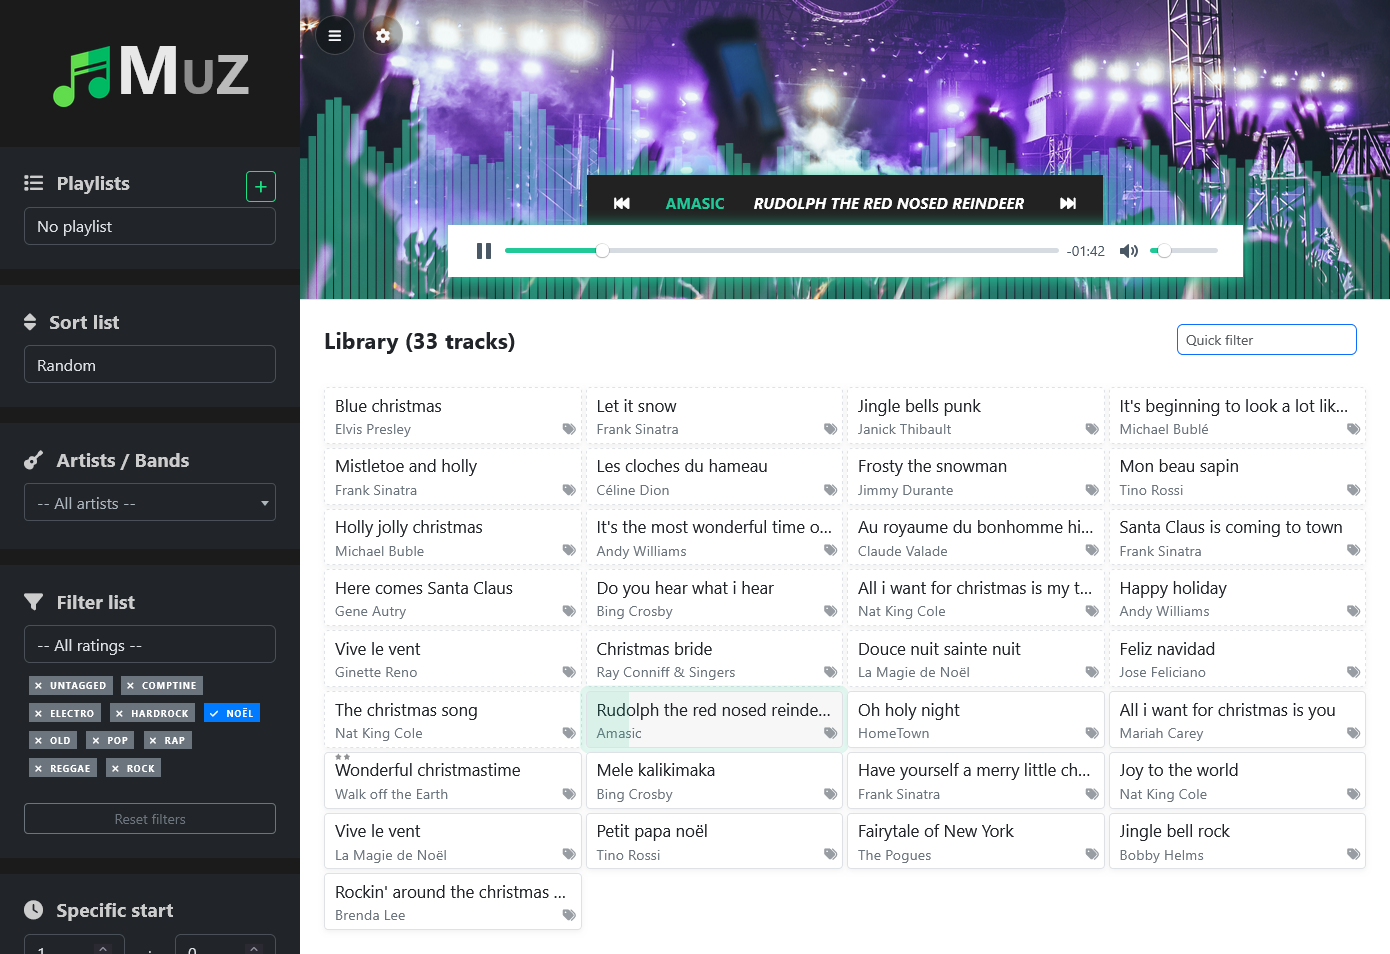 MuZ
Playlists
No playlist
Sort list
Random
Artists / Bands
-- All artists --
Filter list
-- All ratings --
UNTAGGED COMPTINE
ELECTRO HARDROCK NOËL
OLD POP RAP
REGGAE ROCK
Reset filters
Specific start
1 : 0
AMASIC RUDOLPH THE RED NOSED REINDEER
-01:42
Library (33 tracks)
Quick filter
Blue christmas
Elvis Presley
Let it snow
Frank Sinatra
Jingle bells punk
Janick Thibault
It's beginning to look a lot lik...
Michael Bublé
Mistletoe and holly
Frank Sinatra
Les cloches du hameau
Céline Dion
Frosty the snowman
Jimmy Durante
Mon beau sapin
Tino Rossi
Holly jolly christmas
Michael Buble
It's the most wonderful time o...
Andy Williams
Au royaume du bonhomme hi...
Claude Valade
Santa Claus is coming to town
Frank Sinatra
Here comes Santa Claus
Gene Autry
Do you hear what i hear
Bing Crosby
All i want for christmas is my t...
Nat King Cole
Happy holiday
Andy Williams
Vive le vent
Ginette Reno
Christmas bride
Ray Conniff & Singers
Douce nuit sainte nuit
La Magie de Noël
Feliz navidad
Jose Feliciano
The christmas song
Nat King Cole
Rudolph the red nosed reinde...
Amasic
Oh holy night
HomeTown
All i want for christmas is you
Mariah Carey
Wonderful christmastime
Walk off the Earth
Mele kalikimaka
Bing Crosby
Have yourself a merry little ch...
Frank Sinatra
Joy to the world
Nat King Cole
Vive le vent
La Magie de Noël
Petit papa noël
Tino Rossi
Fairytale of New York
The Pogues
Jingle bell rock
Bobby Helms
Rockin' around the christmas ...
Brenda Lee